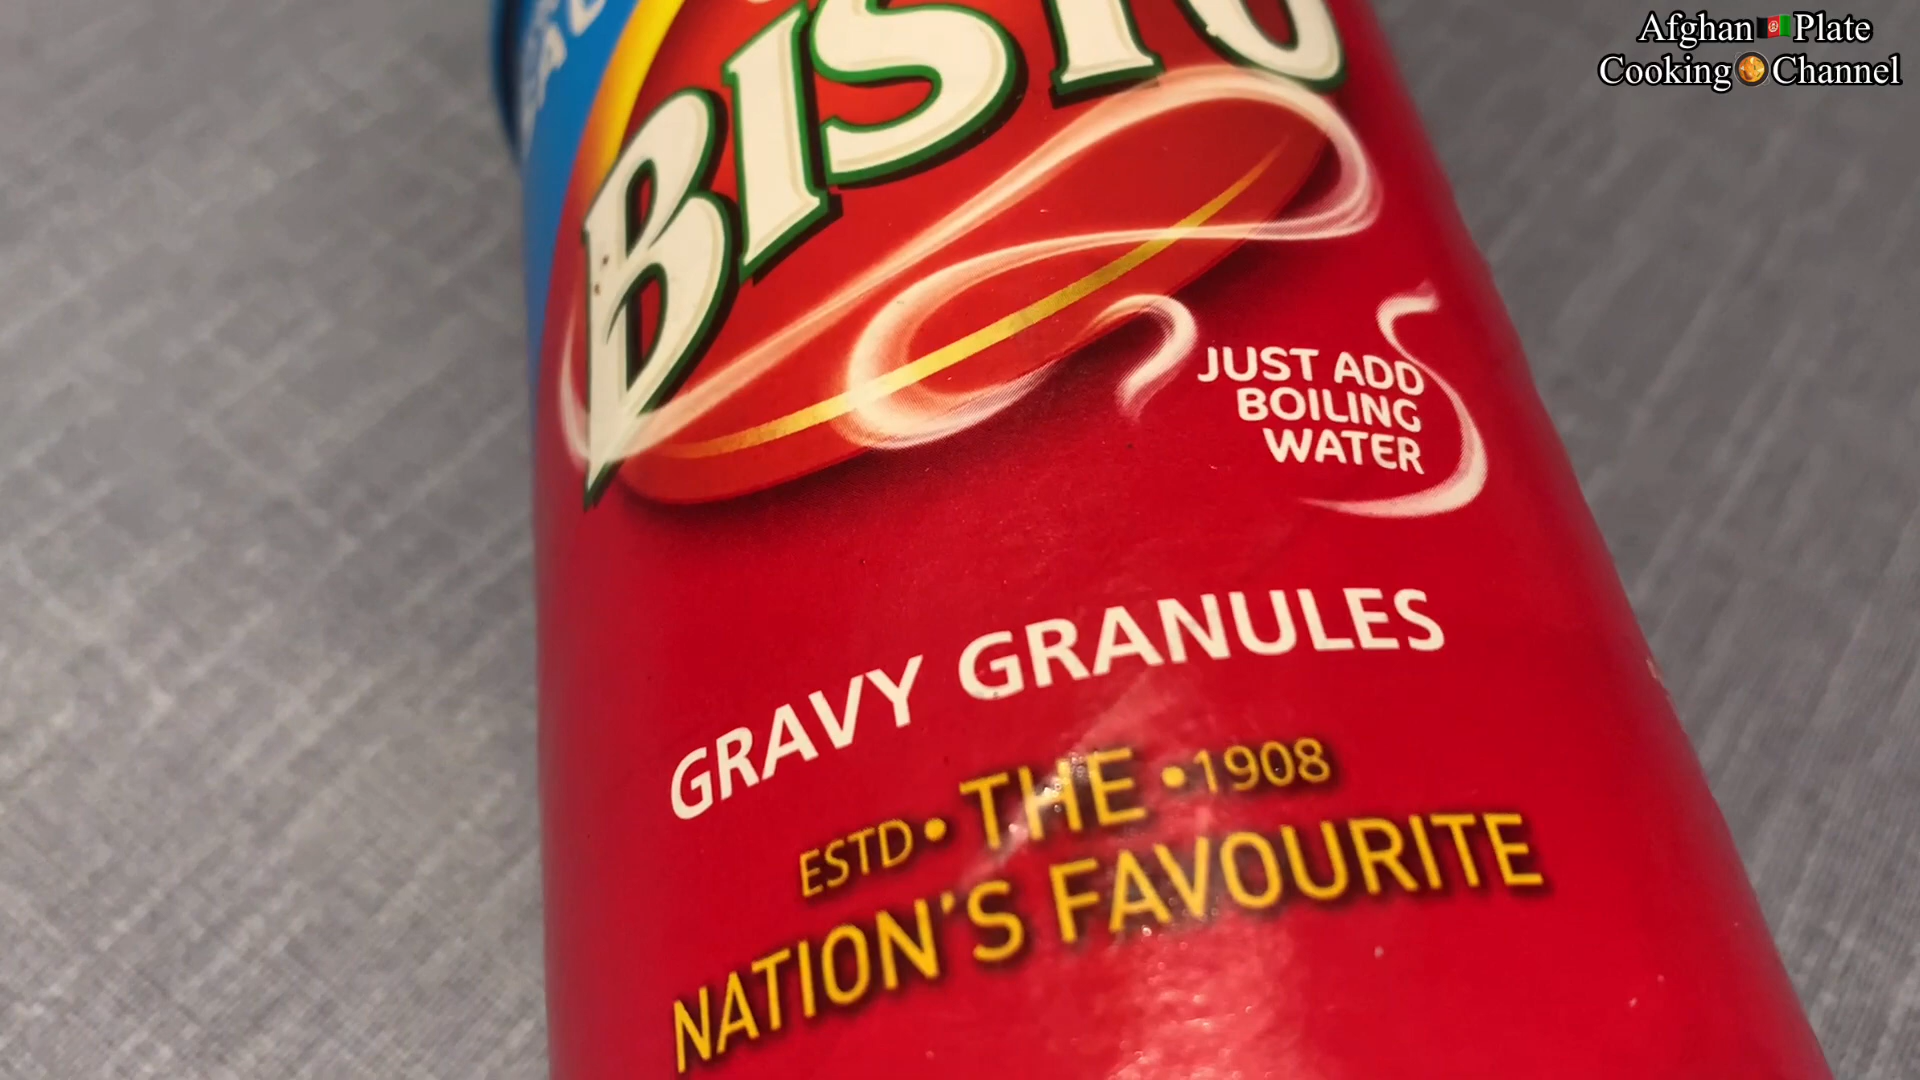 Afghan🇦🇫Plate
Cooking Channel
BISTO
JUST ADD
BOILING
WATER
GRAVY GRANULES
ESTD • THE • 1908
NATION'S FAVOURITE